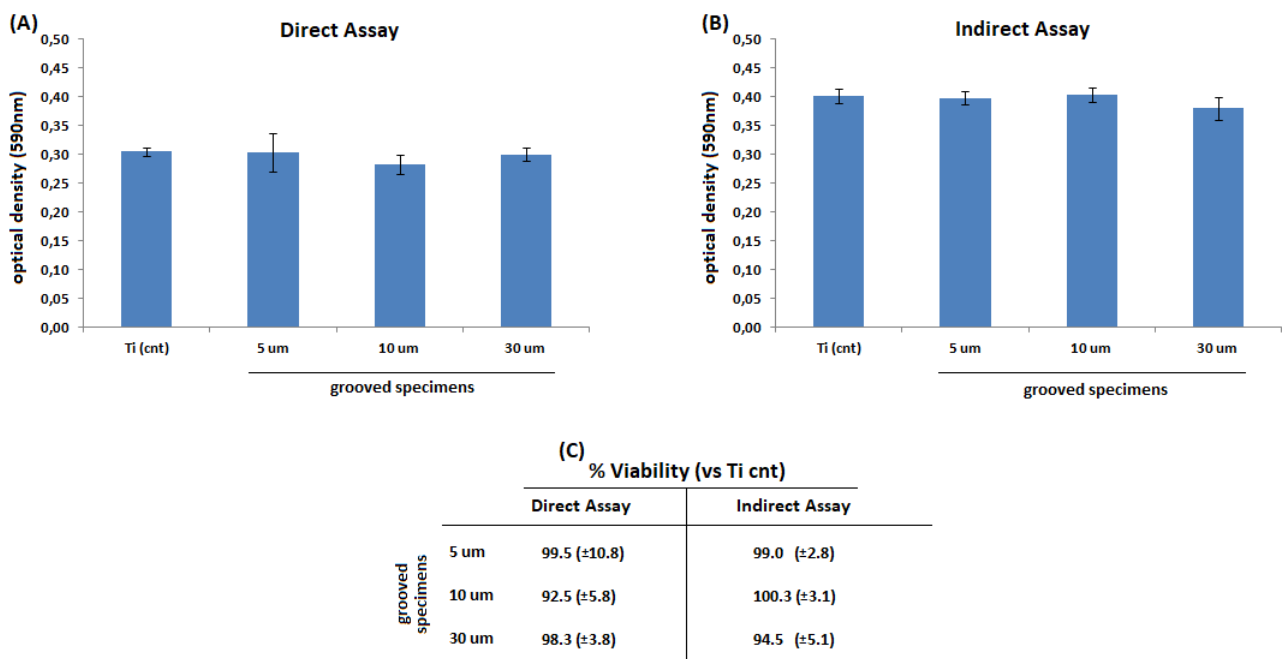 (A)
Direct Assay
optical density (590nm)
0,50
0,45
0,40
0,35
0,30
0,25
0,20
0,15
0,10
0,05
0,00
Ti (cnt) 5 um 10 um 30 um
grooved specimens
(B)
Indirect Assay
optical density (590nm)
0,50
0,45
0,40
0,35
0,30
0,25
0,20
0,15
0,10
0,05
0,00
Ti (cnt) 5 um 10 um 30 um
grooved specimens
(C)
% Viability (vs Ti cnt)
Direct Assay Indirect Assay
grooved
specimens
5 um 99.5 (±10.8) 99.0 (±2.8)
10 um 92.5 (±5.8) 100.3 (±3.1)
30 um 98.3 (±3.8) 94.5 (±5.1)